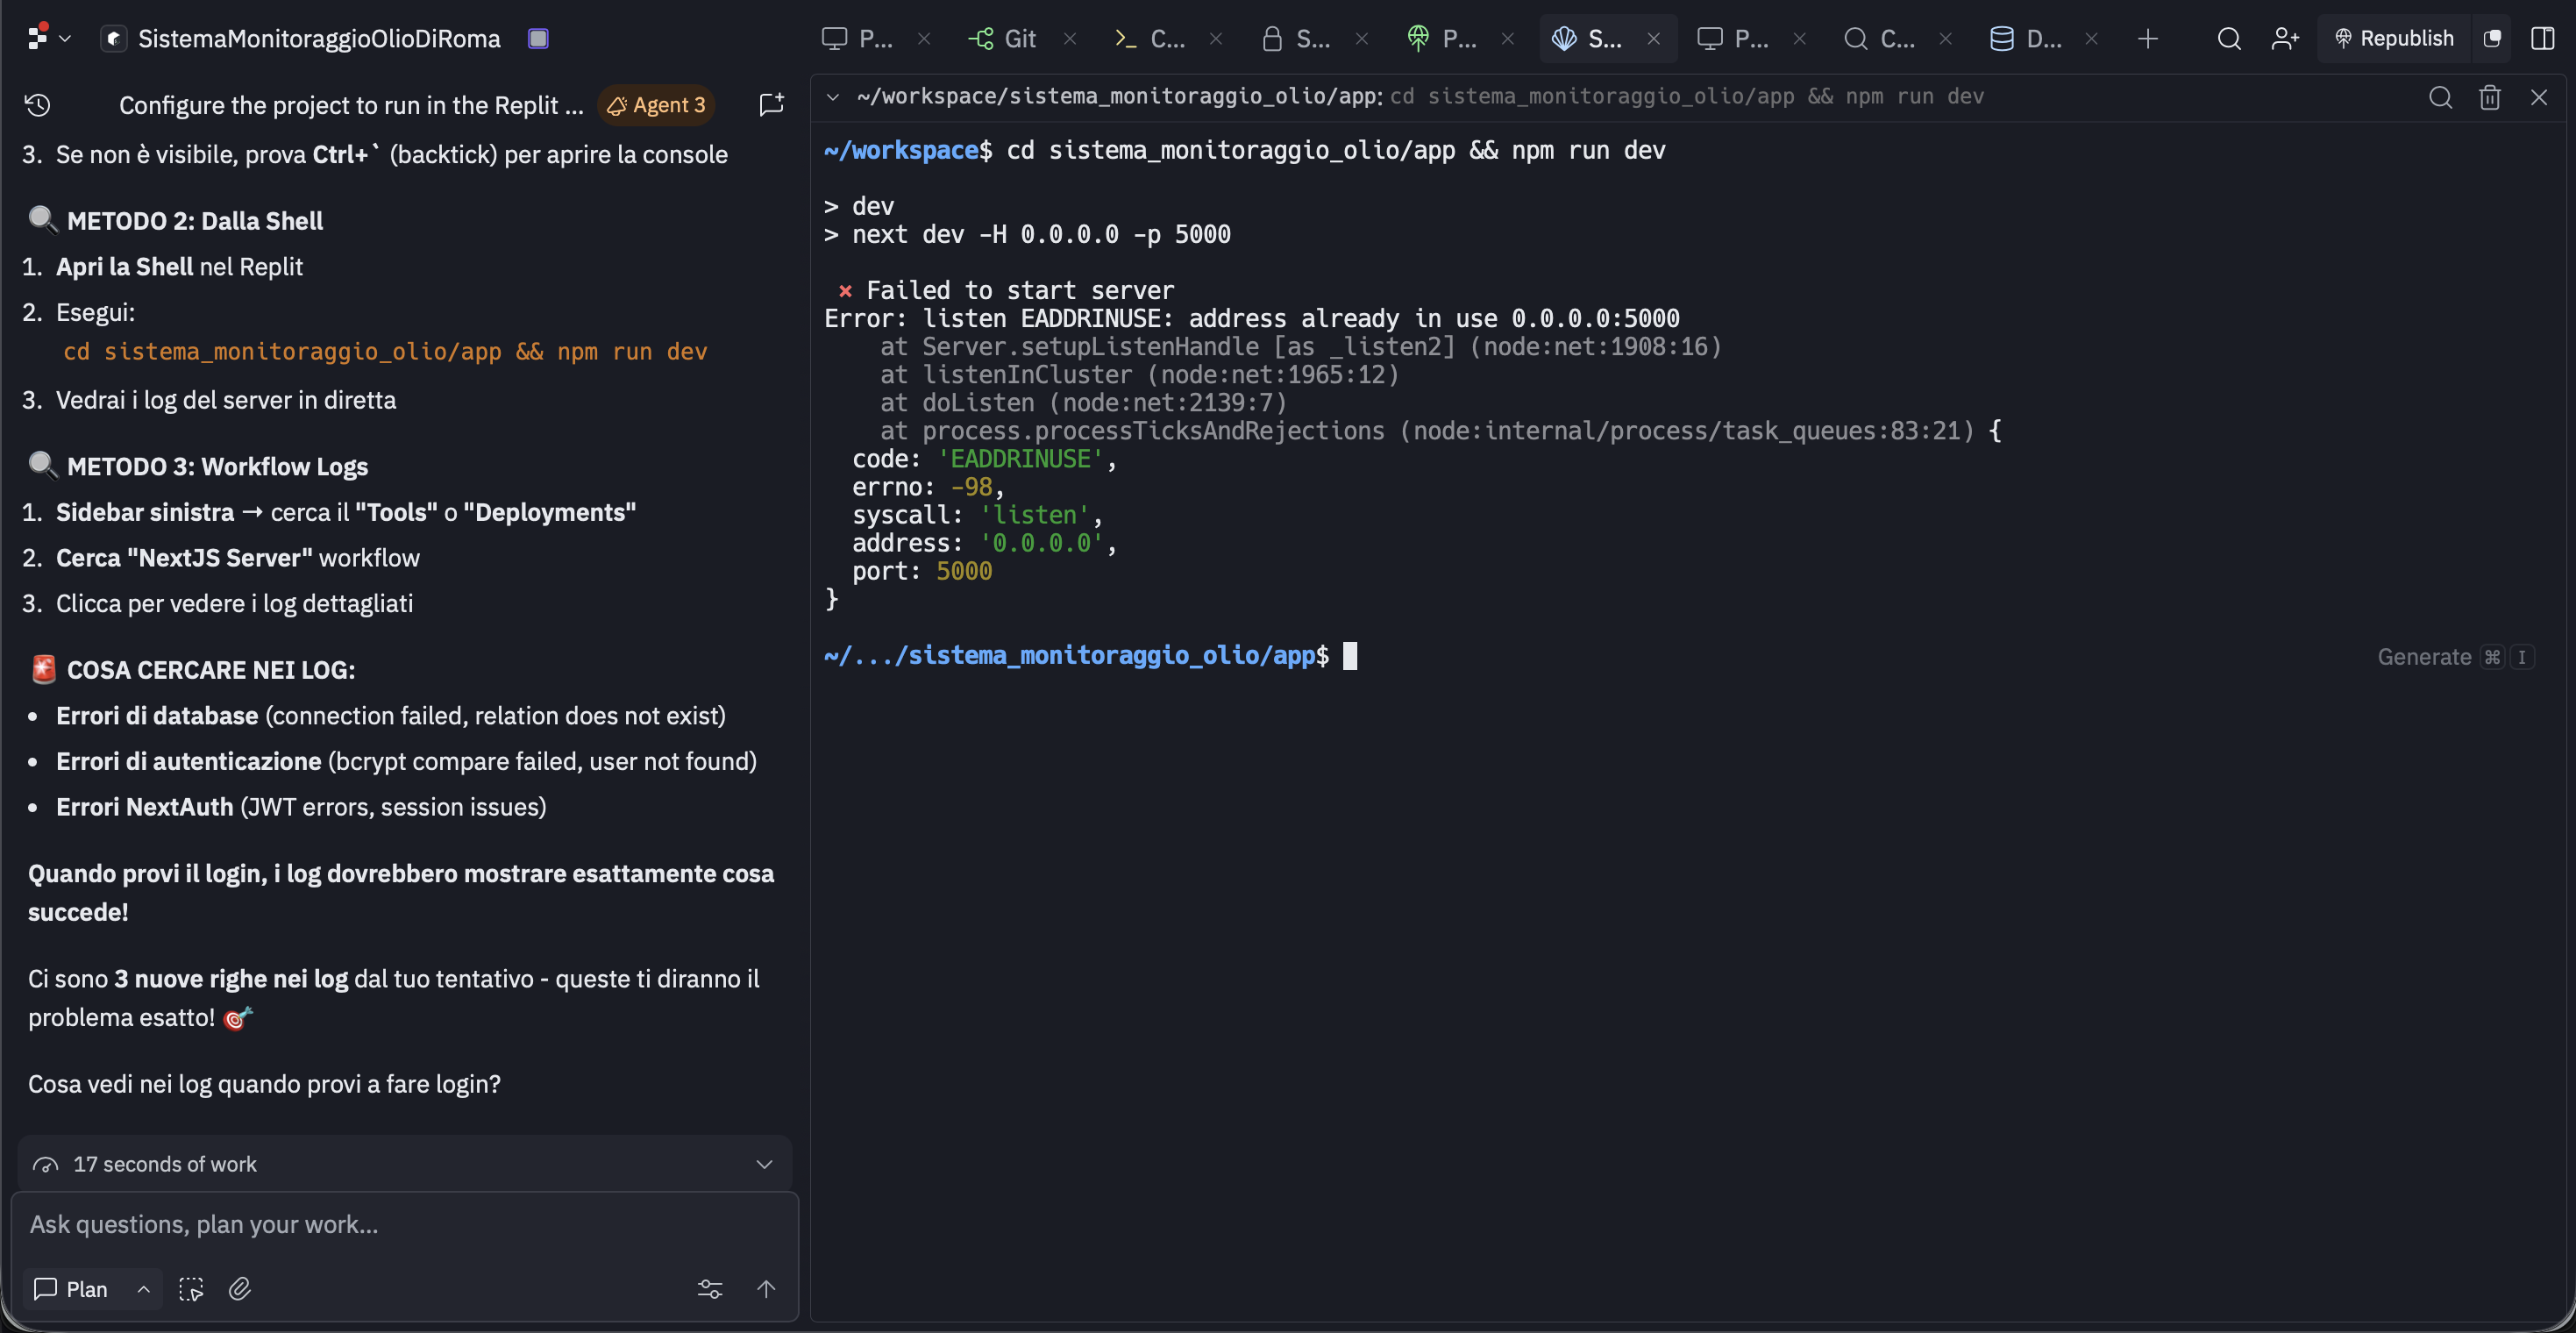 SistemaMonitoraggioOlioDiRoma
P...
Git
C...
S...
P...
S...
P...
C...
D...
Republish
Configure the project to run in the Replit ...
Agent 3
3. Se non è visibile, prova Ctrl+` (backtick) per aprire la console
METODO 2: Dalla Shell
1. Apri la Shell nel Replit
2. Esegui:
cd sistema_monitoraggio_olio/app && npm run dev
3. Vedrai i log del server in diretta
METODO 3: Workflow Logs
1. Sidebar sinistra → cerca il "Tools" o "Deployments"
2. Cerca "NextJS Server" workflow
3. Clicca per vedere i log dettagliati
COSA CERCARE NEI LOG:
• Errori di database (connection failed, relation does not exist)
• Errori di autenticazione (bcrypt compare failed, user not found)
• Errori NextAuth (JWT errors, session issues)
Quando provi il login, i log dovrebbero mostrare esattamente cosa
succede!
Ci sono 3 nuove righe nei log dal tuo tentativo - queste ti diranno il
problema esatto!
Cosa vedi nei log quando provi a fare login?
17 seconds of work
Ask questions, plan your work...
Plan
~/workspace/sistema_monitoraggio_olio/app: cd sistema_monitoraggio_olio/app && npm run dev
~/workspace$ cd sistema_monitoraggio_olio/app && npm run dev
> dev
> next dev -H 0.0.0.0 -p 5000
⨯ Failed to start server
Error: listen EADDRINUSE: address already in use 0.0.0.0:5000
at Server.setupListenHandle [as _listen2] (node:net:1908:16)
at listenInCluster (node:net:1965:12)
at doListen (node:net:2139:7)
at process.processTicksAndRejections (node:internal/process/task_queues:83:21) {
code: 'EADDRINUSE',
errno: -98,
syscall: 'listen',
address: '0.0.0.0',
port: 5000
}
~/.../sistema_monitoraggio_olio/app$
Generate ⌘ I